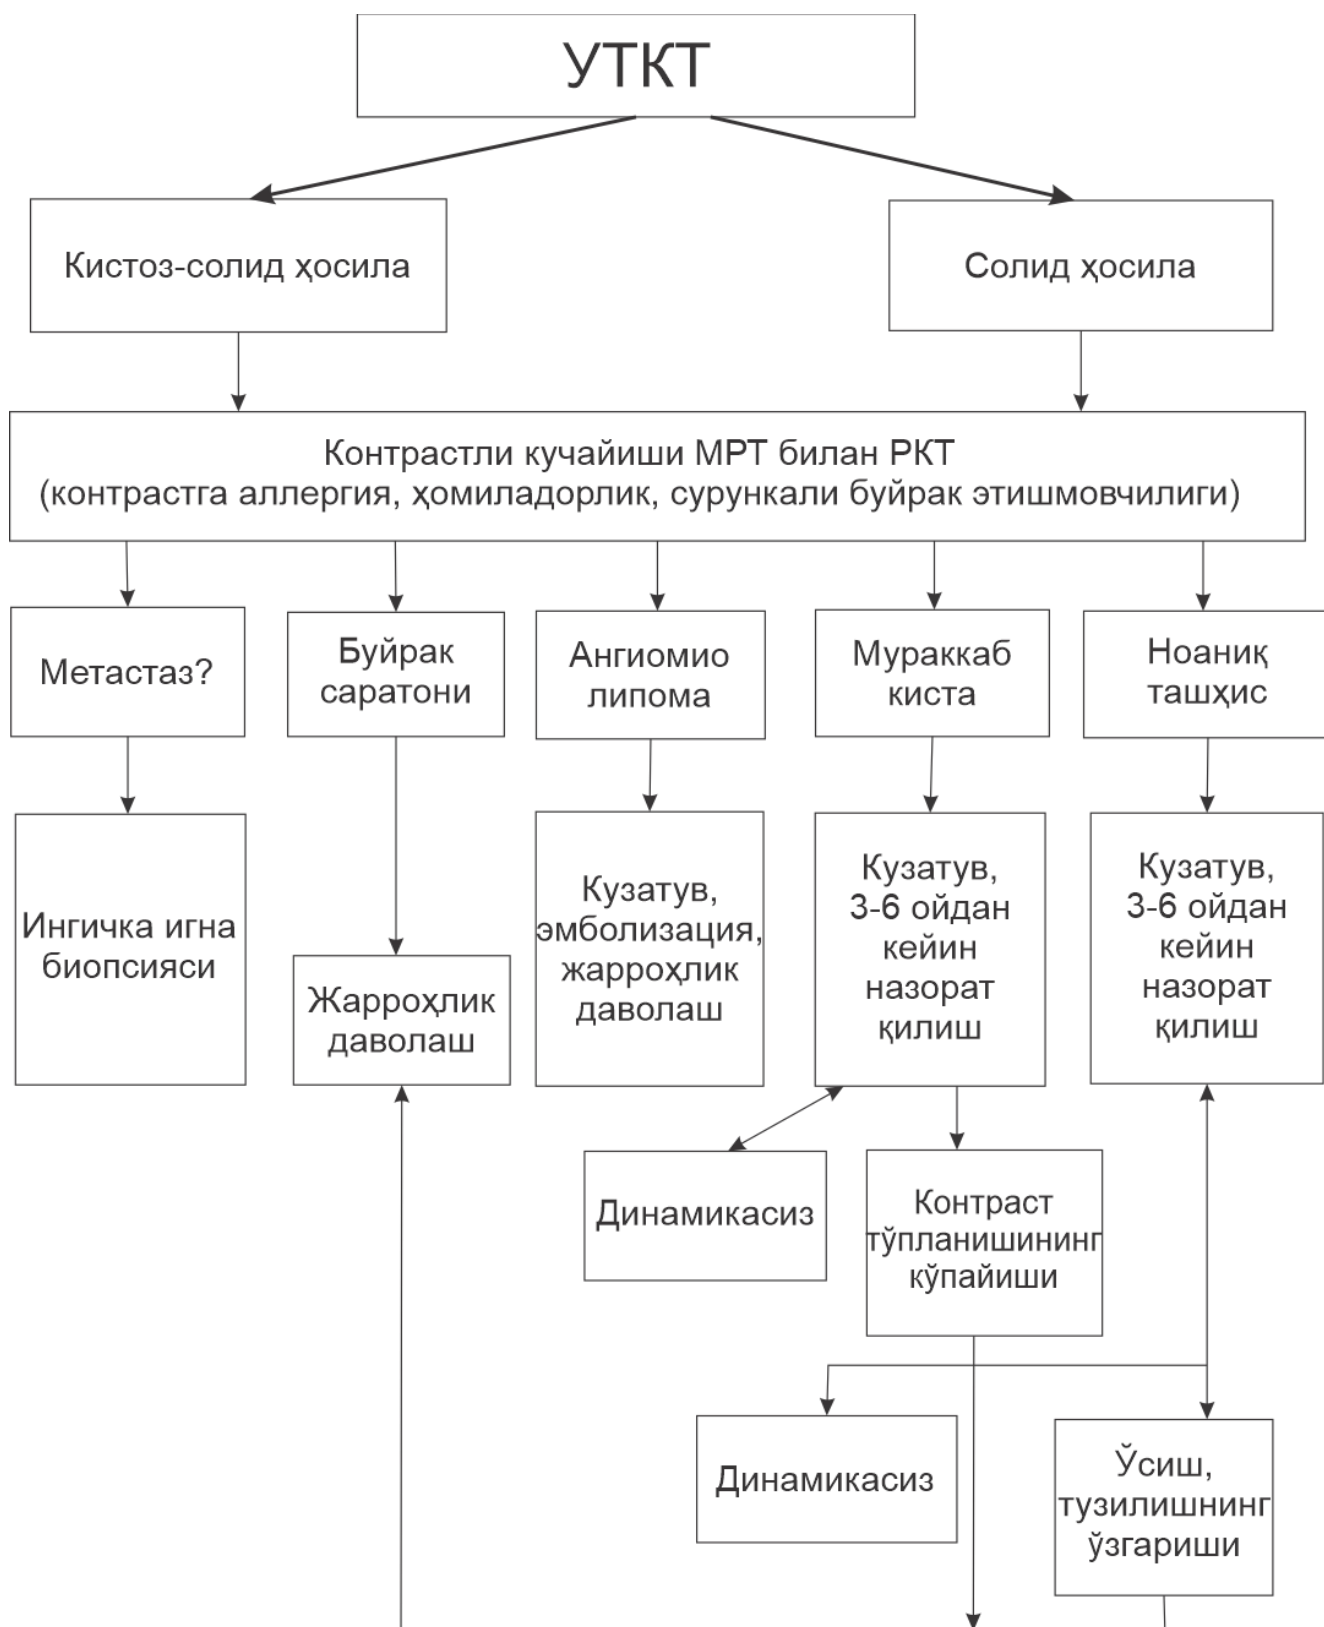 УТКТ
Кистоз-солид ҳосила
Солид ҳосила
Контрастли кучайиши МРТ билан РКТ
(контрастга аллергия, ҳомиладорлик, сурункали буйрак этишмовчилиги)
Метастаз?
Буйрак
саратони
Ангиомио
липома
Мураккаб
киста
Ноаниқ
ташҳис
Ингичка игна
биопсияси
Жарроҳлик
даволаш
Кузатув,
эмболизация,
жарроҳлик
даволаш
Кузатув,
3-6 ойдан
кейин
назорат
қилиш
Кузатув,
3-6 ойдан
кейин
назорат
қилиш
Динамикасиз
Контраст
тўпланишининг
кўпайиши
Динамикасиз
Ўсиш,
тузилишнинг
ўзгариши